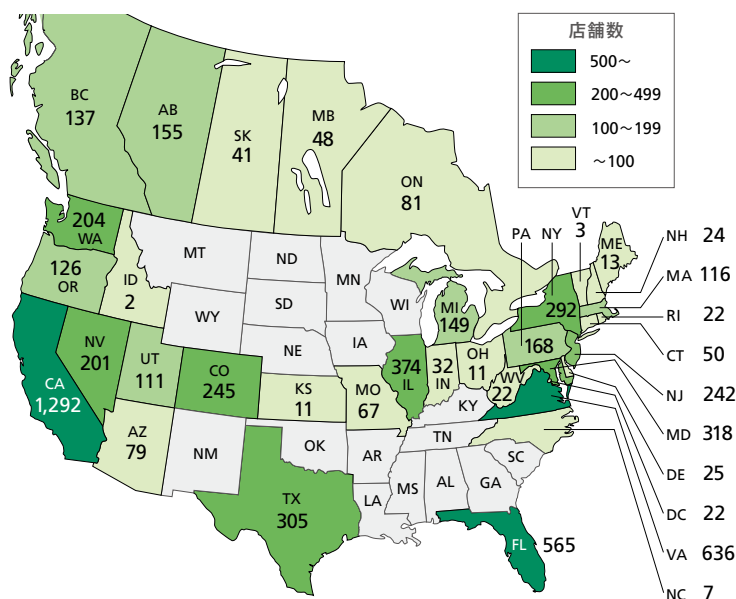 店舗数
500～
200～499
100～199
～100
BC
137
AB
155
SK
41
MB
48
ON
81
204
WA
126
OR
ID
2
MT
ND
MN
SD
WI
WY
NE
IA
MI
149
NV
201
UT
111
CO
245
KS
11
MO
67
374
IL
32
IN
OH
11
WV
22
KY
CA
1,292
AZ
79
NM
OK
AR
TN
SC
TX
305
LA
MS
AL
GA
FL
565
PA
168
NY
292
VT
3
ME
13
NH 24
MA 116
RI 22
CT 50
NJ 242
MD 318
DE 25
DC 22
VA 636
NC 7